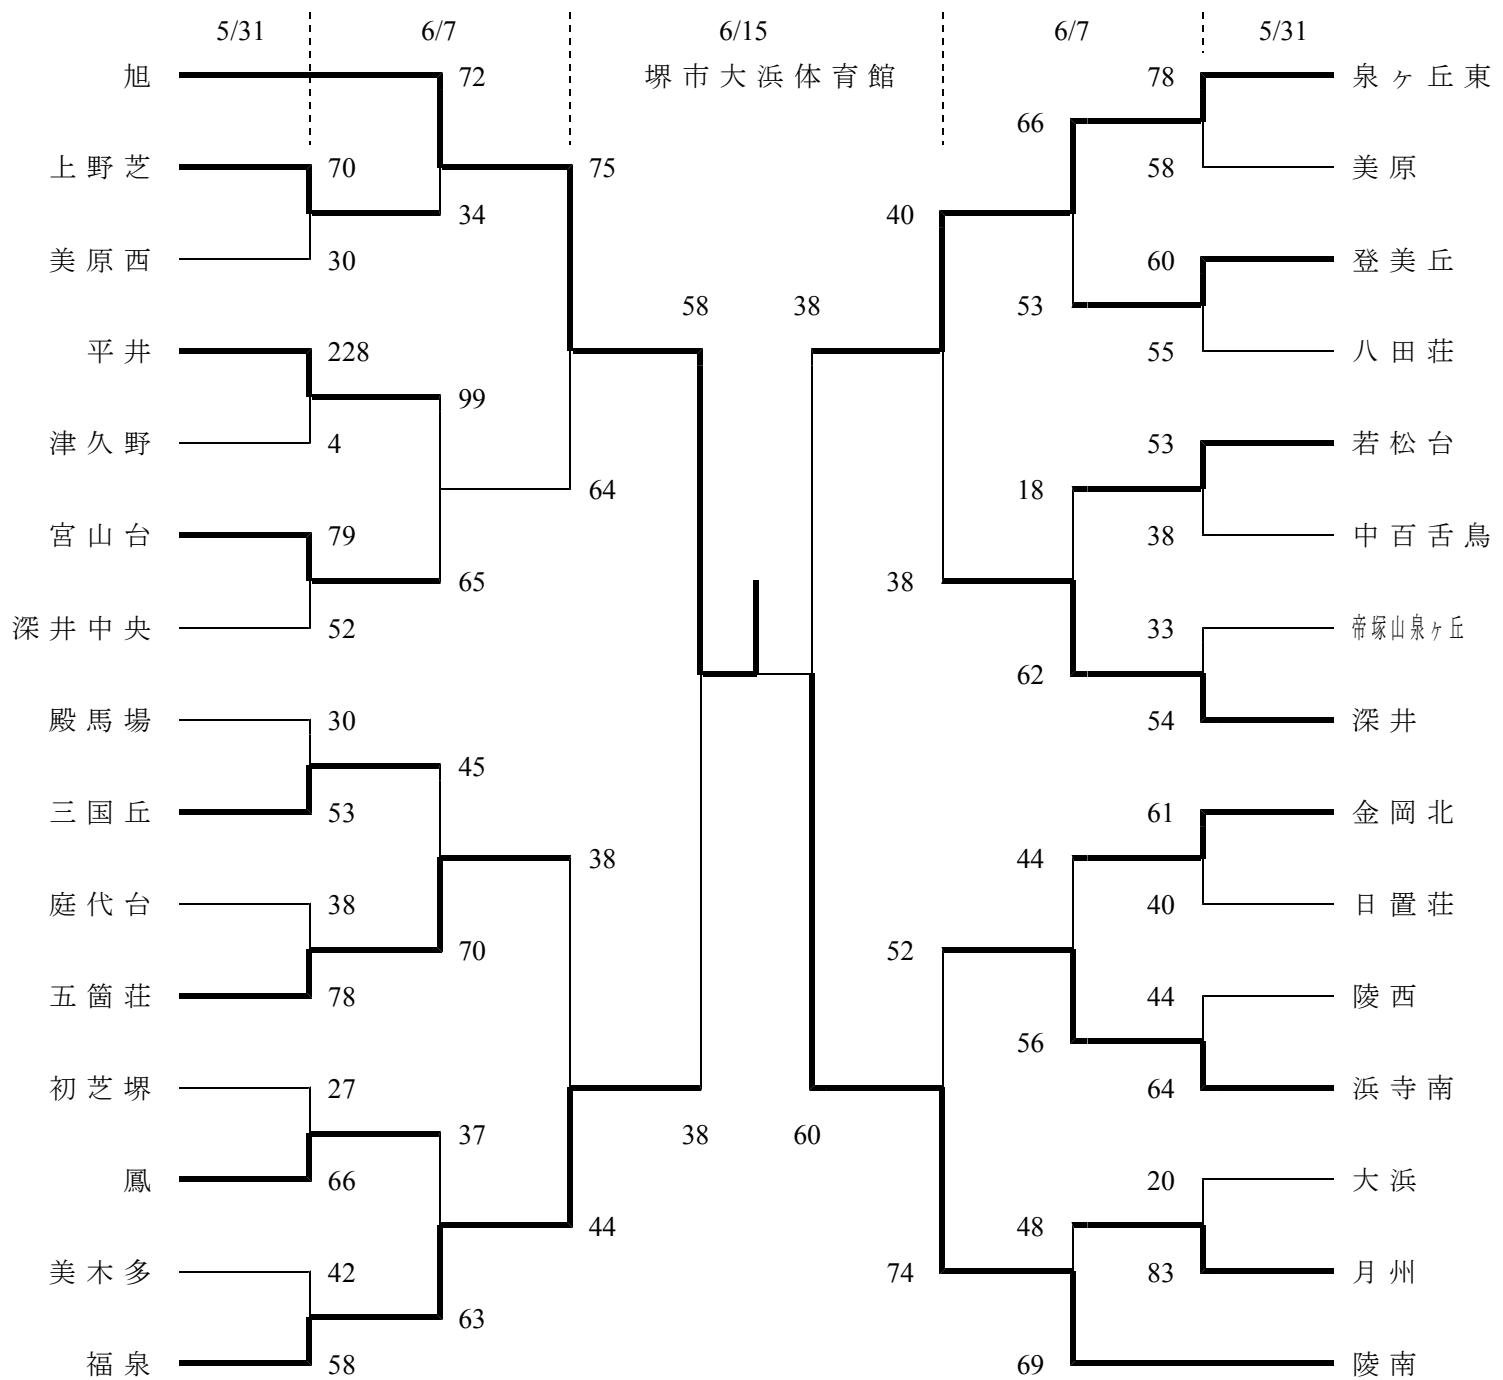 5/31 6/7 6/15 6/7 5/31
旭 72 堺市大浜体育館 78 泉ヶ丘東
66
上野芝 70 75 58 美原
34 40
美原西 30 60 登美丘
58 38 53
平井 228 55 八田荘
99
津久野 4 53 若松台
64 18
宮山台 79 38 中百舌鳥
65 38
深井中央 52 33 帝塚山泉ヶ丘
62
殿馬場 30 54 深井
45
三国丘 53 61 金岡北
38 44
庭代台 38 40 日置荘
70 52
五箇荘 78 44 陵西
56
初芝堺 27 64 浜寺南
37 38 60
鳳 66 20 大浜
44 48
美木多 42 74 83 月州
63
福泉 58 69 陵南